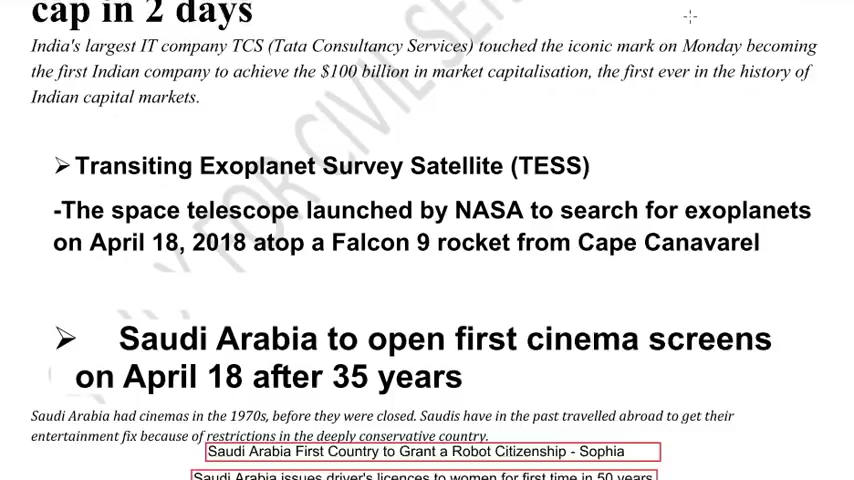 cap in 2 days
India's largest IT company TCS (Tata Consultancy Services) touched the iconic mark on Monday becoming
the first Indian company to achieve the $100 billion in market capitalisation, the first ever in the history of
Indian capital markets.
➢ Transiting Exoplanet Survey Satellite (TESS)
-The space telescope launched by NASA to search for exoplanets
on April 18, 2018 atop a Falcon 9 rocket from Cape Canavarel
➢ Saudi Arabia to open first cinema screens
on April 18 after 35 years
Saudi Arabia had cinemas in the 1970s, before they were closed. Saudis have in the past travelled abroad to get their
entertainment fix because of restrictions in the deeply conservative country.
Saudi Arabia First Country to Grant a Robot Citizenship - Sophia
Saudi Arabia issues driver's licences to women for first time in 50 years
FOR CIVIL